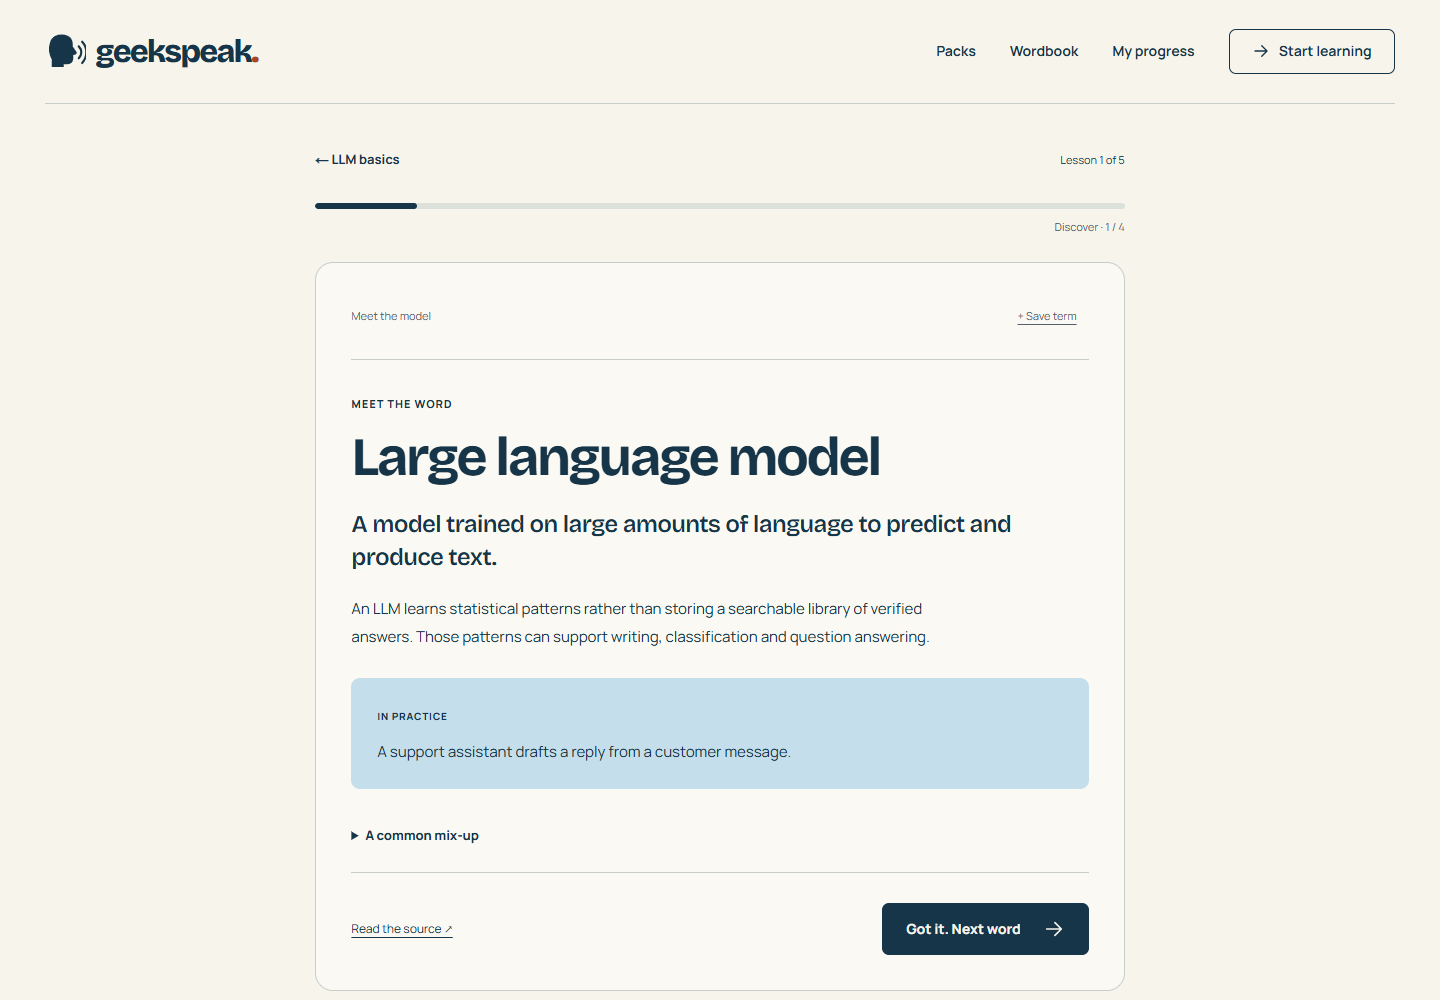 geekspeak.
Packs
Wordbook
My progress
→ Start learning
← LLM basics
Lesson 1 of 5
Discover · 1 / 4
Meet the model
+ Save term
MEET THE WORD
Large language model
A model trained on large amounts of language to predict and
produce text.
An LLM learns statistical patterns rather than storing a searchable library of verified
answers. Those patterns can support writing, classification and question answering.
IN PRACTICE
A support assistant drafts a reply from a customer message.
▶ A common mix-up
Read the source ↗
Got it. Next word →